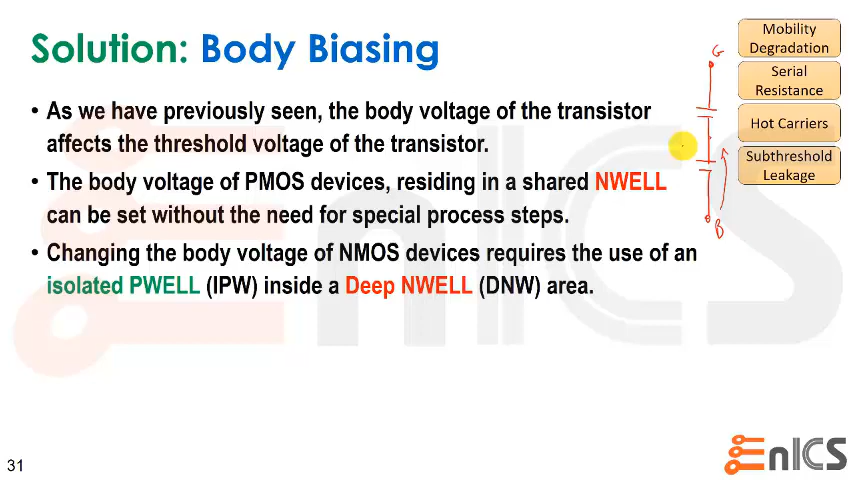 Solution: Body Biasing
• As we have previously seen, the body voltage of the transistor
affects the threshold voltage of the transistor.
• The body voltage of PMOS devices, residing in a shared NWELL
can be set without the need for special process steps.
• Changing the body voltage of NMOS devices requires the use of an
isolated PWELL (IPW) inside a Deep NWELL (DNW) area.
G
B
Mobility
Degradation
Serial
Resistance
Hot Carriers
Subthreshold
Leakage
31
EnICS